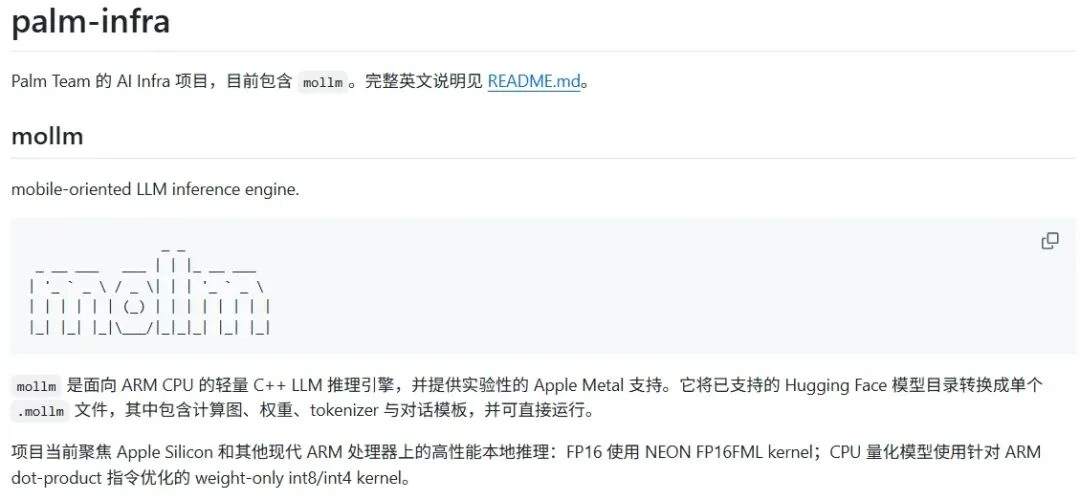 palm-infra
Palm Team 的 AI Infra 项目，目前包含 mollm。完整英文说明见 README.md。
mollm
mobile-oriented LLM inference engine.
                _ _
 _ __ ___   ___ | | |_ __ ___
| '_ ` _ \ / _ \| | | '_ ` _ \
| | | | | | (_) | | | | | | | |
|_| |_| |_|\___/|_|_|_| |_| |_|
mollm 是面向 ARM CPU 的轻量 C++ LLM 推理引擎，并提供实验性的 Apple Metal 支持。它将已支持的 Hugging Face 模型目录转换成单个
.mollm 文件，其中包含计算图、权重、tokenizer 与对话模板，并可直接运行。
项目当前聚焦 Apple Silicon 和其他现代 ARM 处理器上的高性能本地推理：FP16 使用 NEON FP16FML kernel；CPU 量化模型使用针对 ARM
dot-product 指令优化的 weight-only int8/int4 kernel。